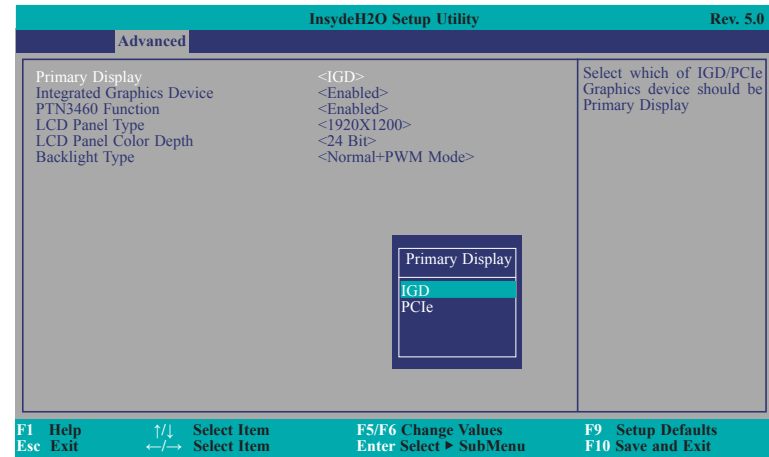 InsydeH2O Setup Utility Rev. 5.0
Advanced
Primary Display <IGD>
Integrated Graphics Device <Enabled>
PTN3460 Function <Enabled>
LCD Panel Type <1920X1200>
LCD Panel Color Depth <24 Bit>
Backlight Type <Normal+PWM Mode>
Select which of IGD/PCIe
Graphics device should be
Primary Display
Primary Display
IGD
PCIe
F1 Help ↑/↓ Select Item F5/F6 Change Values F9 Setup Defaults
Esc Exit ←/→ Select Item Enter Select ▶ SubMenu F10 Save and Exit